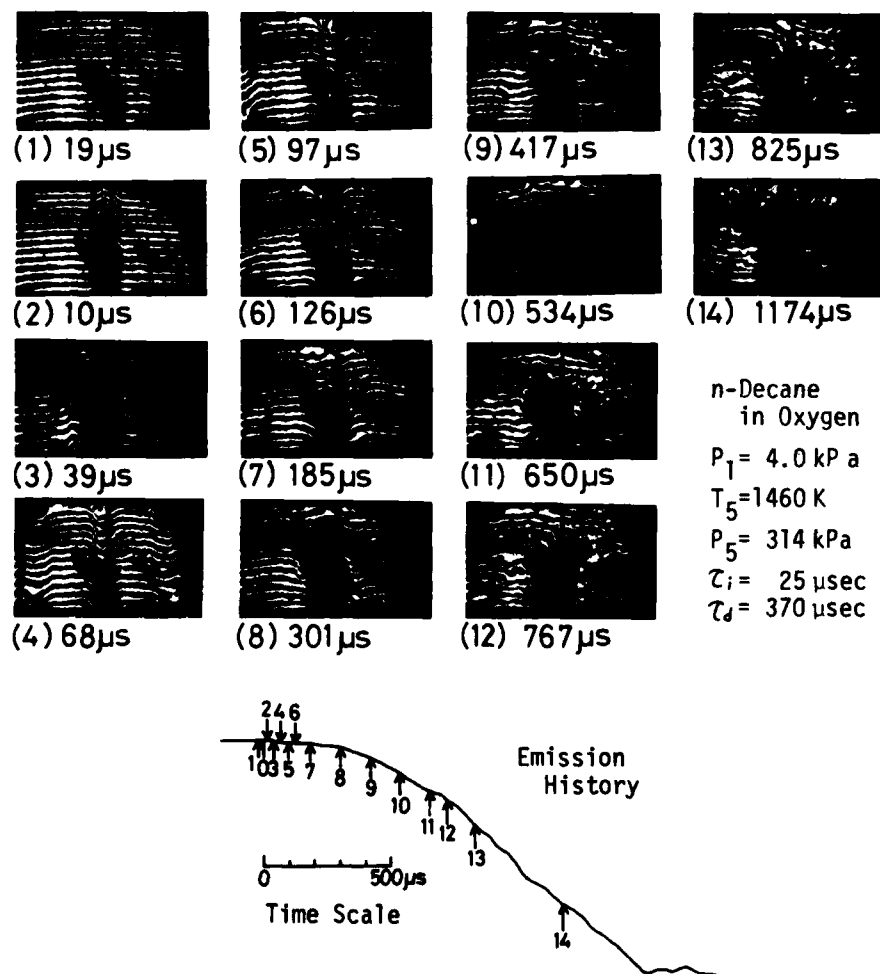 (1) 19μs
(5) 97μs
(9) 417μs
(13) 825μs
(2) 10μs
(6) 126μs
(10) 534μs
(14) 1174μs
(3) 39μs
(7) 185μs
(11) 650μs
(4) 68μs
(8) 301μs
(12) 767μs
n-Decane
in Oxygen
P1= 4.0 kPa
T5=1460 K
P5= 314 kPa
τi= 25 μsec
τd= 370 μsec
2 4 6
1 0 3 5 7 8 9 10 11 12 13 14
Emission
History
0 500μs
Time Scale